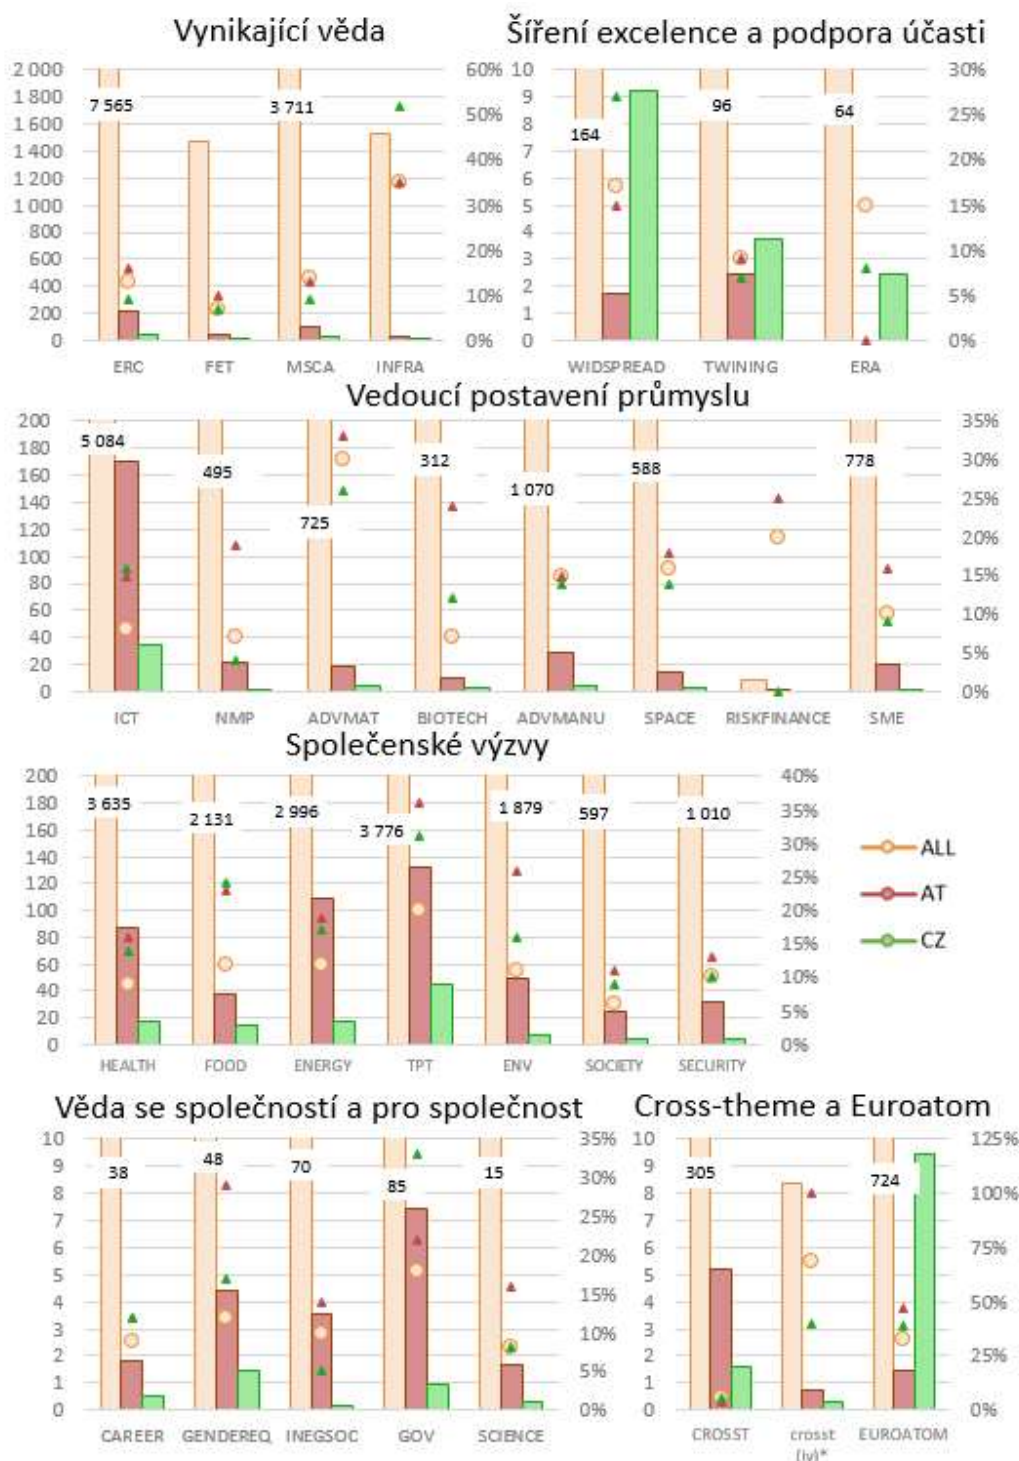 Vynikající věda
Šíření excelence a podpora účasti
2 000 60% 10 30%
1 800 50% 9 25%
1 600 8
1 400 40% 7 20%
1 200 6
1 000 30% 5 15%
800 4
600 20% 3 10%
400 2
200 10% 1 5%
0 0% 0 0%
7 565 3 711 164 96 64
ERC FET MSCA INFRA WIDSPREAD TWINING ERA
Vedoucí postavení průmyslu
200 35%
180 30%
160
140 25%
120 20%
100
80 15%
60 10%
40
20 5%
0 0%
5 084 495 725 312 1 070 588 778
ICT NMP ADVMAT BIOTECH ADVMANU SPACE RISKFINANCE SME
Společenské výzvy
200 40%
180 35%
160 30%
140
120 25%
100 20%
80 15%
60
40 10%
20 5%
0 0%
3 635 2 131 2 996 3 776 1 879 597 1 010
HEALTH FOOD ENERGY TPT ENV SOCIETY SECURITY
ALL
AT
CZ
Věda se společností a pro společnost
Cross-theme a Euroatom
10 35% 10 125%
9 30% 9
8 8 100%
7 25% 7
6 20% 6 75%
5 5
4 15% 4 50%
3 10% 3
2 2 25%
1 5% 1
0 0% 0 0%
38 48 70 85 15 305 724
CAREER GENDEREQ INEGSOC GOV SCIENCE CROSST crosst EUROATOM
(iv)*